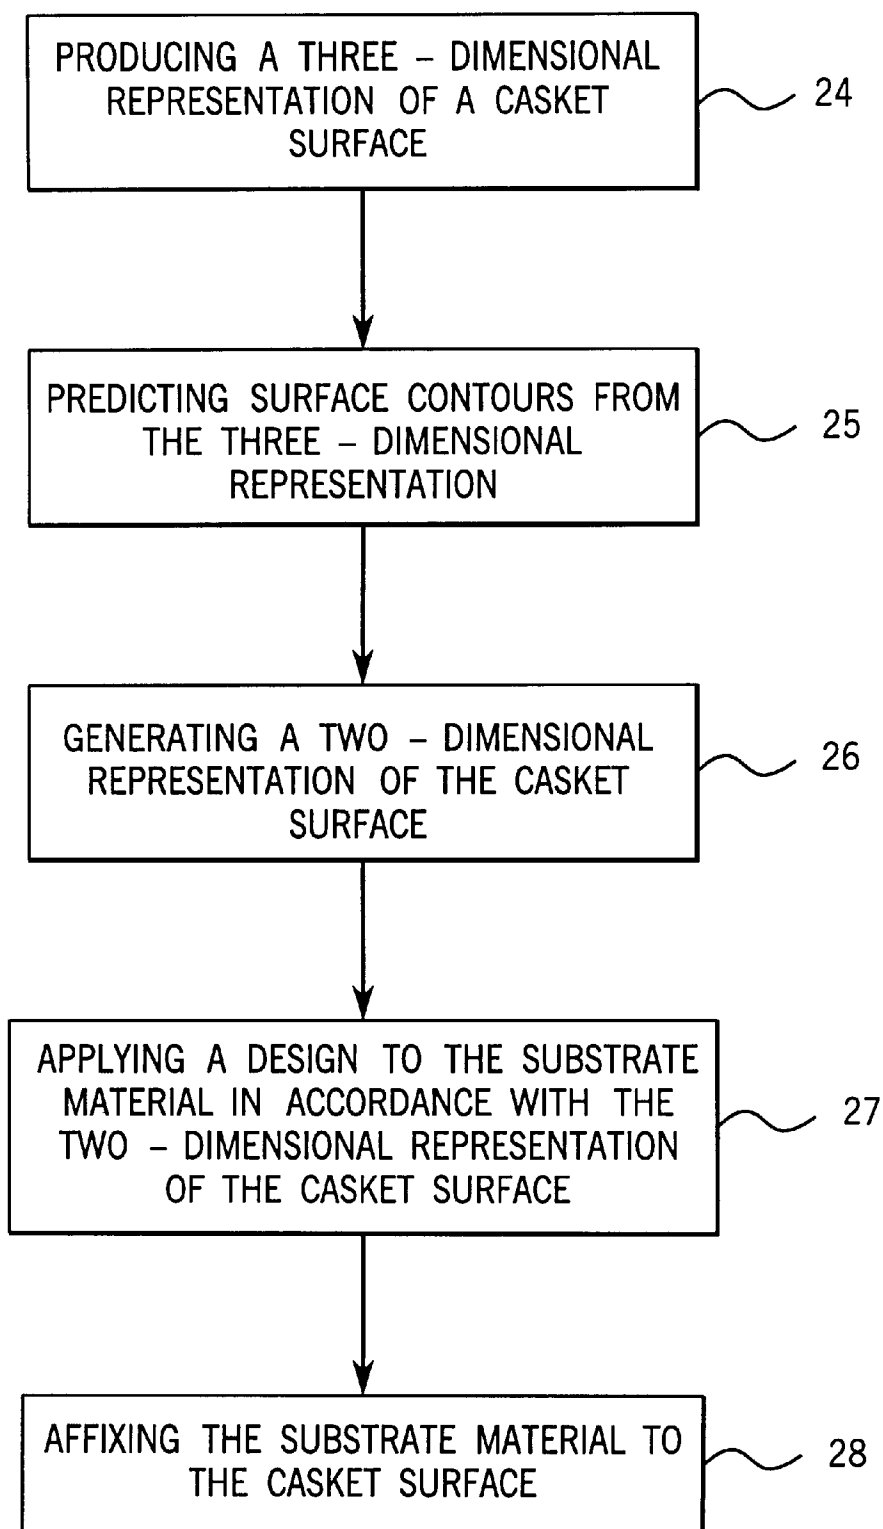 PRODUCING A THREE – DIMENSIONAL
REPRESENTATION OF A CASKET
SURFACE
24
PREDICTING SURFACE CONTOURS FROM
THE THREE – DIMENSIONAL
REPRESENTATION
25
GENERATING A TWO – DIMENSIONAL
REPRESENTATION OF THE CASKET
SURFACE
26
APPLYING A DESIGN TO THE SUBSTRATE
MATERIAL IN ACCORDANCE WITH THE
TWO – DIMENSIONAL REPRESENTATION
OF THE CASKET SURFACE
27
AFFIXING THE SUBSTRATE MATERIAL TO
THE CASKET SURFACE
28